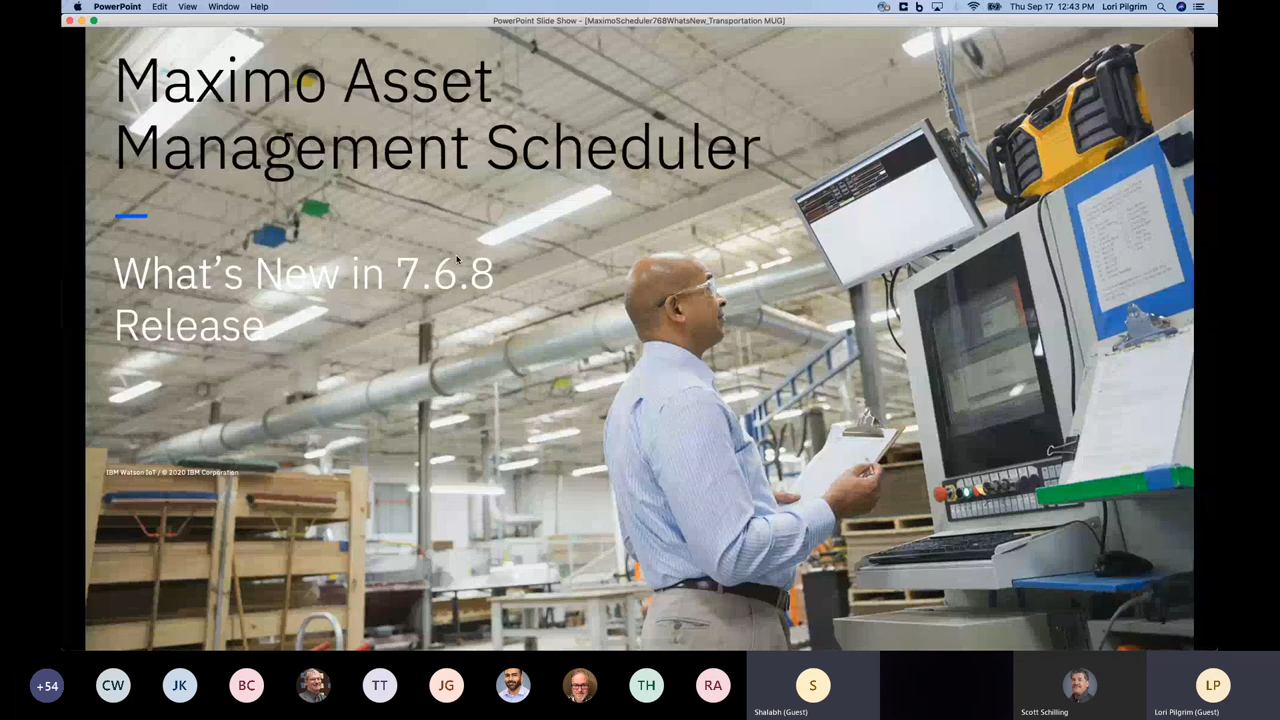 PowerPoint Edit View Window Help
Thu Sep 17 12:43 PM Lori Pilgrim
PowerPoint Slide Show - [MaximoScheduler768WhatsNew_Transportation MUG]
Maximo Asset
Management Scheduler
What's New in 7.6.8
Release
IBM Watson IoT / © 2020 IBM Corporation
+54
CW
JK
BC
TT
JG
TH
RA
S
Shalabh (Guest)
Scott Schilling
LP
Lori Pilgrim (Guest)